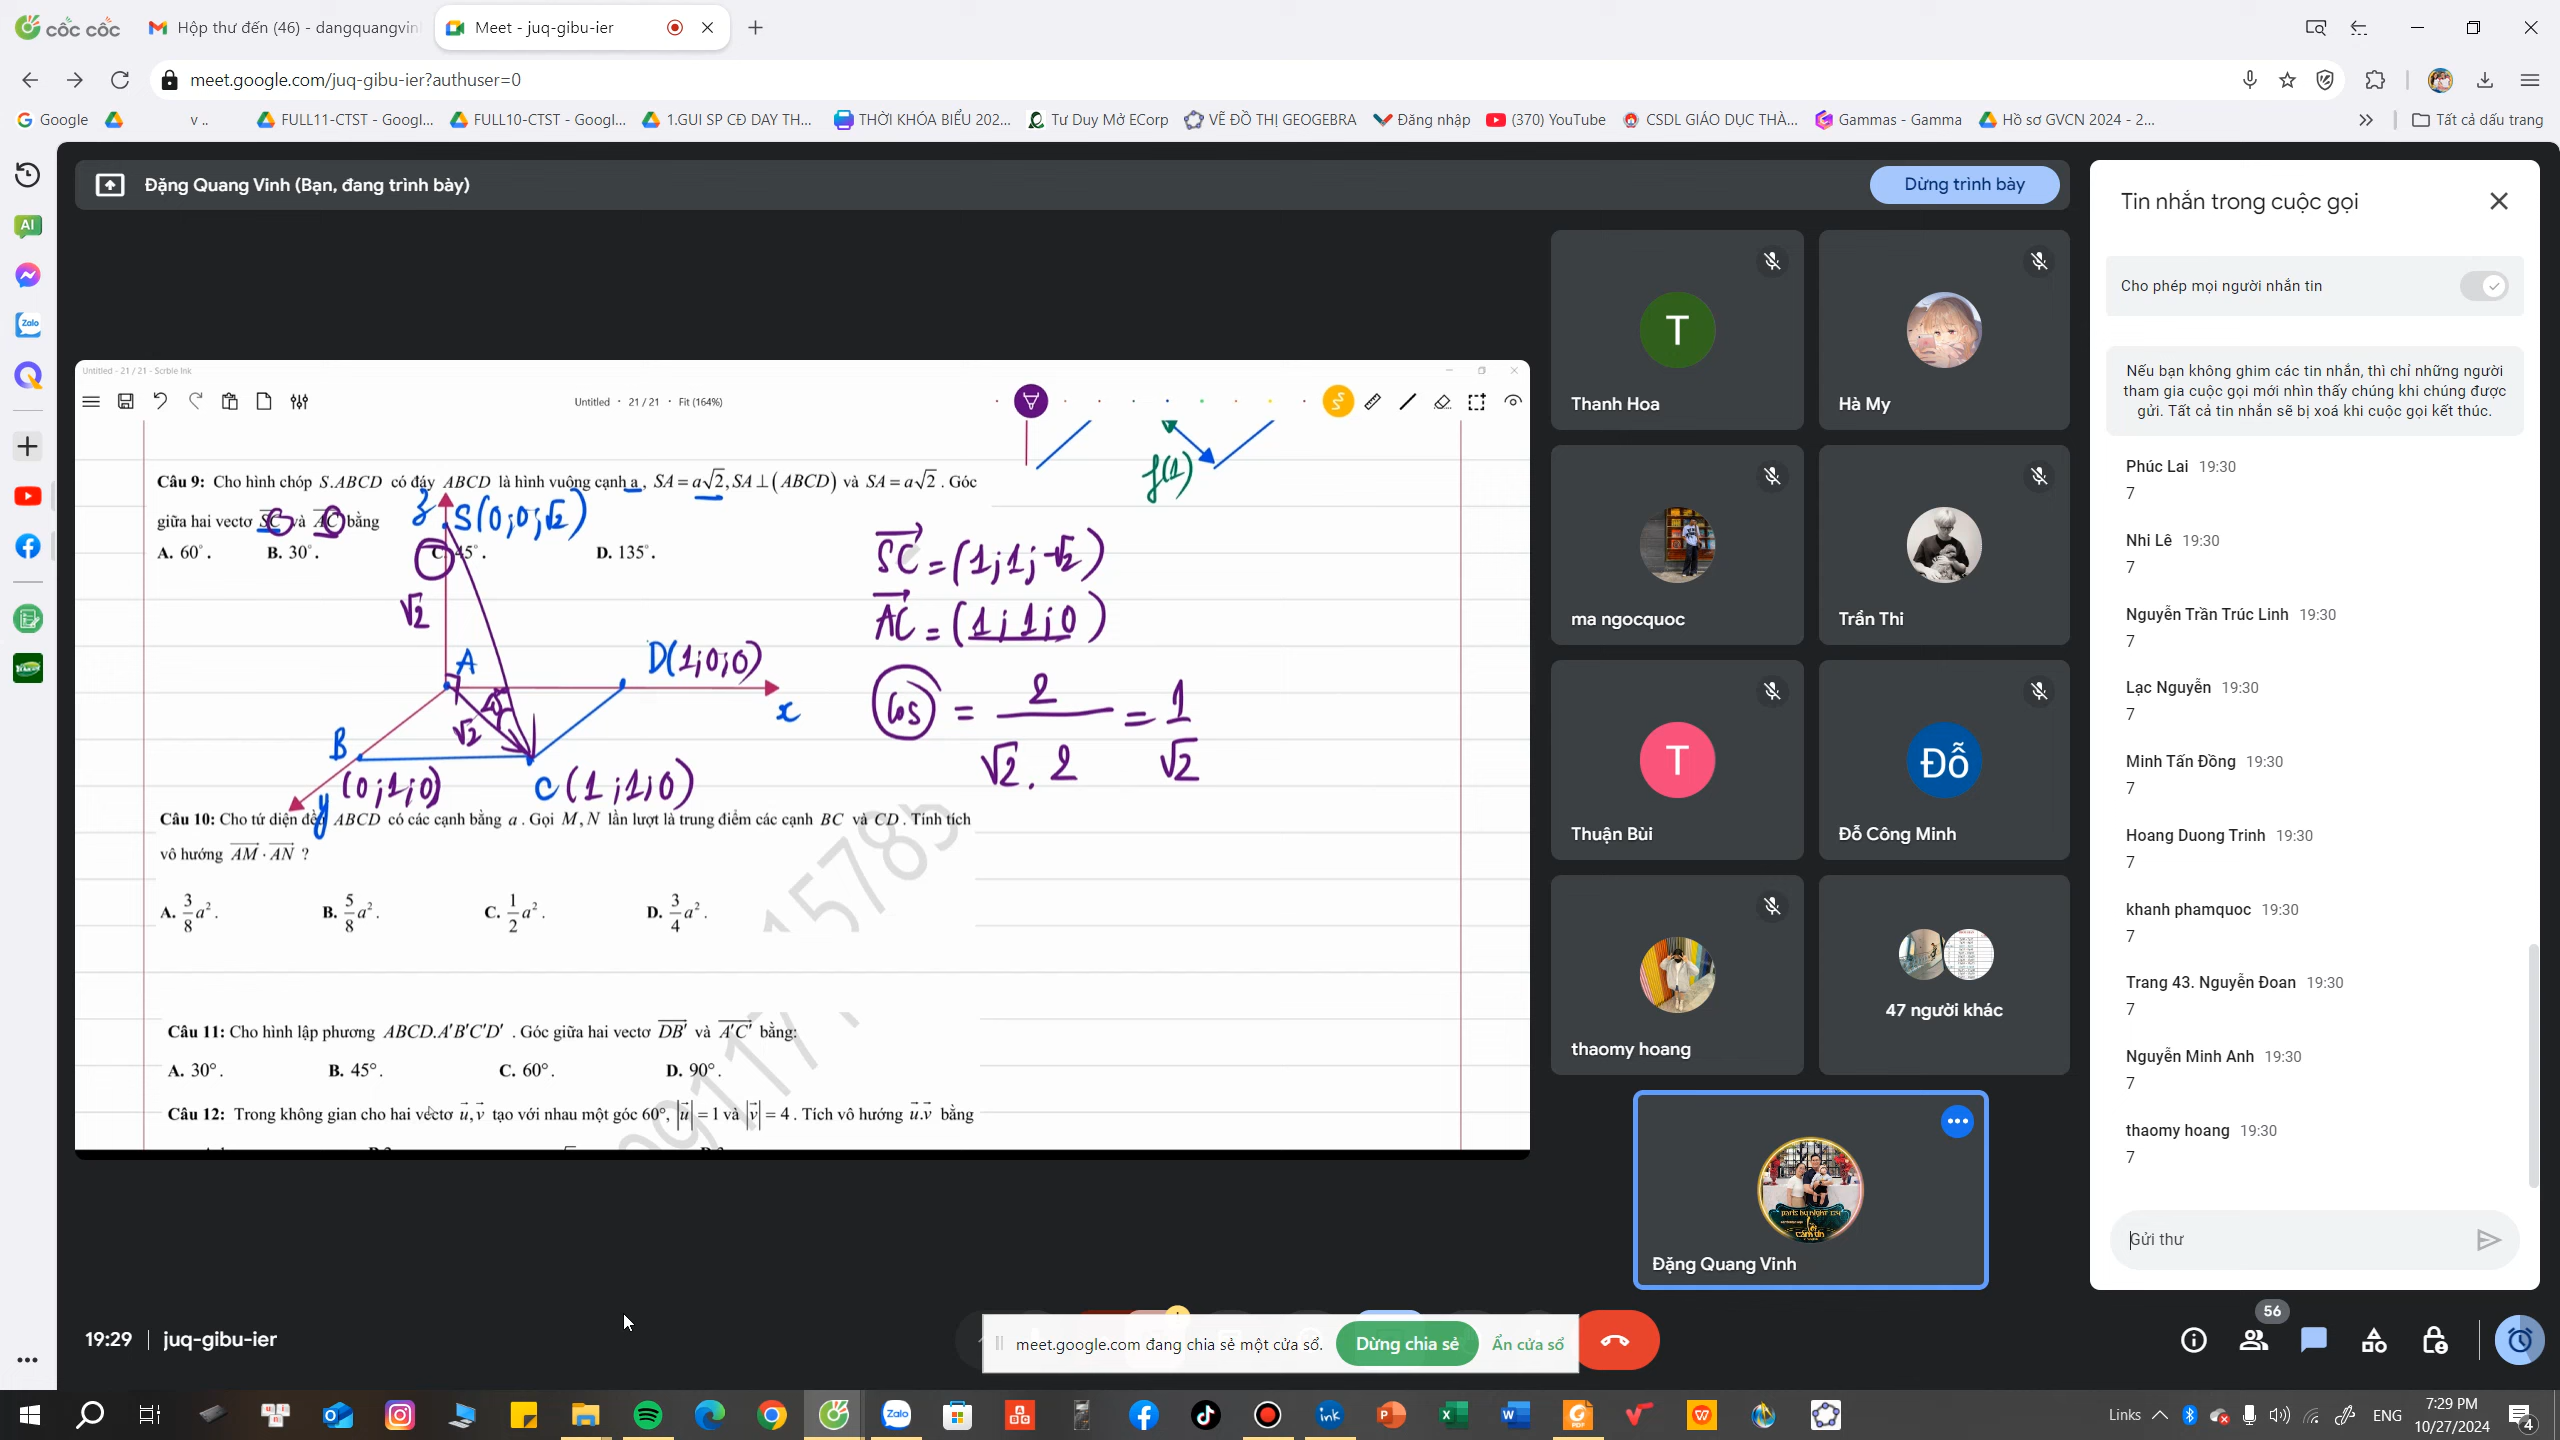 cốc cốc
Hộp thư đến (46) - dangquangvin
Meet - juq-gibu-ier
meet.google.com/juq-gibu-ier?authuser=0
Google
v ..
FULL11-CTST - Googl...
FULL10-CTST - Googl...
1.GUI SP CĐ DAY TH...
THỜI KHÓA BIỂU 202...
Tư Duy Mở ECorp
VẼ ĐỒ THỊ GEOGEBRA
Đăng nhập
(370) YouTube
CSDL GIÁO DỤC THÀ...
Gammas - Gamma
Hồ sơ GVCN 2024 - 2...
Tất cả dấu trang
AI
Zalo
Đặng Quang Vinh (Bạn, đang trình bày)
Dừng trình bày
Untitled - 21 / 21 - Scrble Ink
Untitled • 21 / 21 • Fit (164%)
f(1)
Câu 9: Cho hình chóp S.ABCD có đáy ABCD là hình vuông cạnh a , SA = a√2, SA ⊥ (ABCD) và SA = a√2 . Góc
giữa hai vectơ SC và AC bằng
A. 60°. B. 30°. C. 45°. D. 135°.
z S(0;0;√2)
√2
A
D(1;0;0)
x
√2
B
(0;1;0)
C (1;1;0)
y
SC = (1;1;-√2)
AC = (1;1;0)
cos = 2 / √2 . 2 = 1 / √2
Câu 10: Cho tứ diện đều ABCD có các cạnh bằng a . Gọi M, N lần lượt là trung điểm các cạnh BC và CD . Tính tích
vô hướng AM · AN ?
A. 3/8 a². B. 5/8 a². C. 1/2 a². D. 3/4 a².
Câu 11: Cho hình lập phương ABCD.A'B'C'D' . Góc giữa hai vectơ DB' và A'C' bằng:
A. 30°. B. 45°. C. 60°. D. 90°.
Câu 12: Trong không gian cho hai vectơ u, v tạo với nhau một góc 60°, |u| = 1 và |v| = 4 . Tích vô hướng u.v bằng
T
Thanh Hoa
Hà My
ma ngocquoc
Trần Thi
T
Thuận Bùi
Đỗ
Đỗ Công Minh
thaomy hoang
47 người khác
Đặng Quang Vinh
Tin nhắn trong cuộc gọi
Cho phép mọi người nhắn tin
Nếu bạn không ghim các tin nhắn, thì chỉ những người
tham gia cuộc gọi mới nhìn thấy chúng khi chúng được
gửi. Tất cả tin nhắn sẽ bị xoá khi cuộc gọi kết thúc.
Phúc Lai 19:30
7
Nhi Lê 19:30
7
Nguyễn Trần Trúc Linh 19:30
7
Lạc Nguyễn 19:30
7
Minh Tấn Đồng 19:30
7
Hoang Duong Trinh 19:30
7
khanh phamquoc 19:30
7
Trang 43. Nguyễn Đoan 19:30
7
Nguyễn Minh Anh 19:30
7
thaomy hoang 19:30
7
Gửi thư
19:29 | juq-gibu-ier
meet.google.com đang chia sẻ một cửa sổ.
Dừng chia sẻ
Ẩn cửa sổ
56
Zalo
ink
Links
ENG
7:29 PM
10/27/2024
4